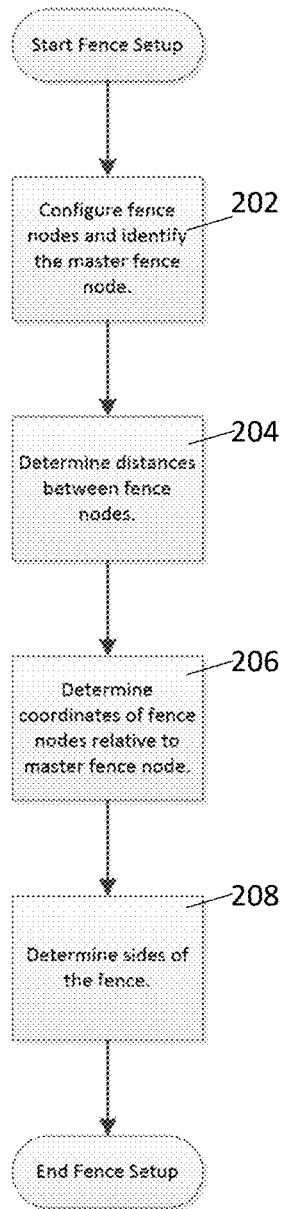 Start Fence Setup
202
Configure fence
nodes and identify
the master fence
node.
204
Determine distances
between fence
nodes.
206
Determine
coordinates of fence
nodes relative to
master fence node.
208
Determine sides of
the fence.
End Fence Setup